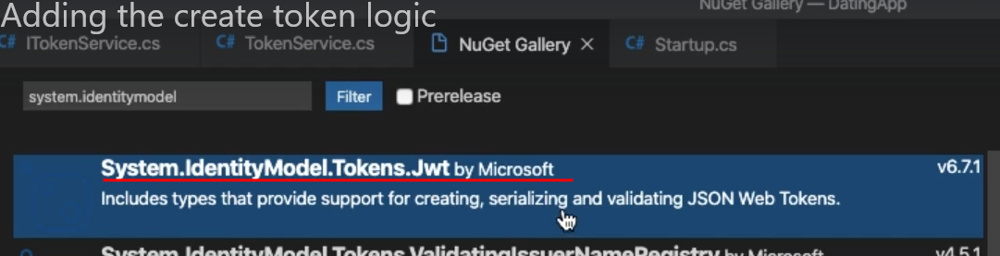 Adding the create token logic
NuGet Gallery — DatingApp
C# ITokenService.cs
C# TokenService.cs
NuGet Gallery ×
C# Startup.cs
system.identitymodel
Filter
Prerelease
System.IdentityModel.Tokens.Jwt by Microsoft
v6.7.1
Includes types that provide support for creating, serializing and validating JSON Web Tokens.
System.IdentityModel.Tokens.ValidatingIssuerNameRegistry by Microsoft
v4.5.1